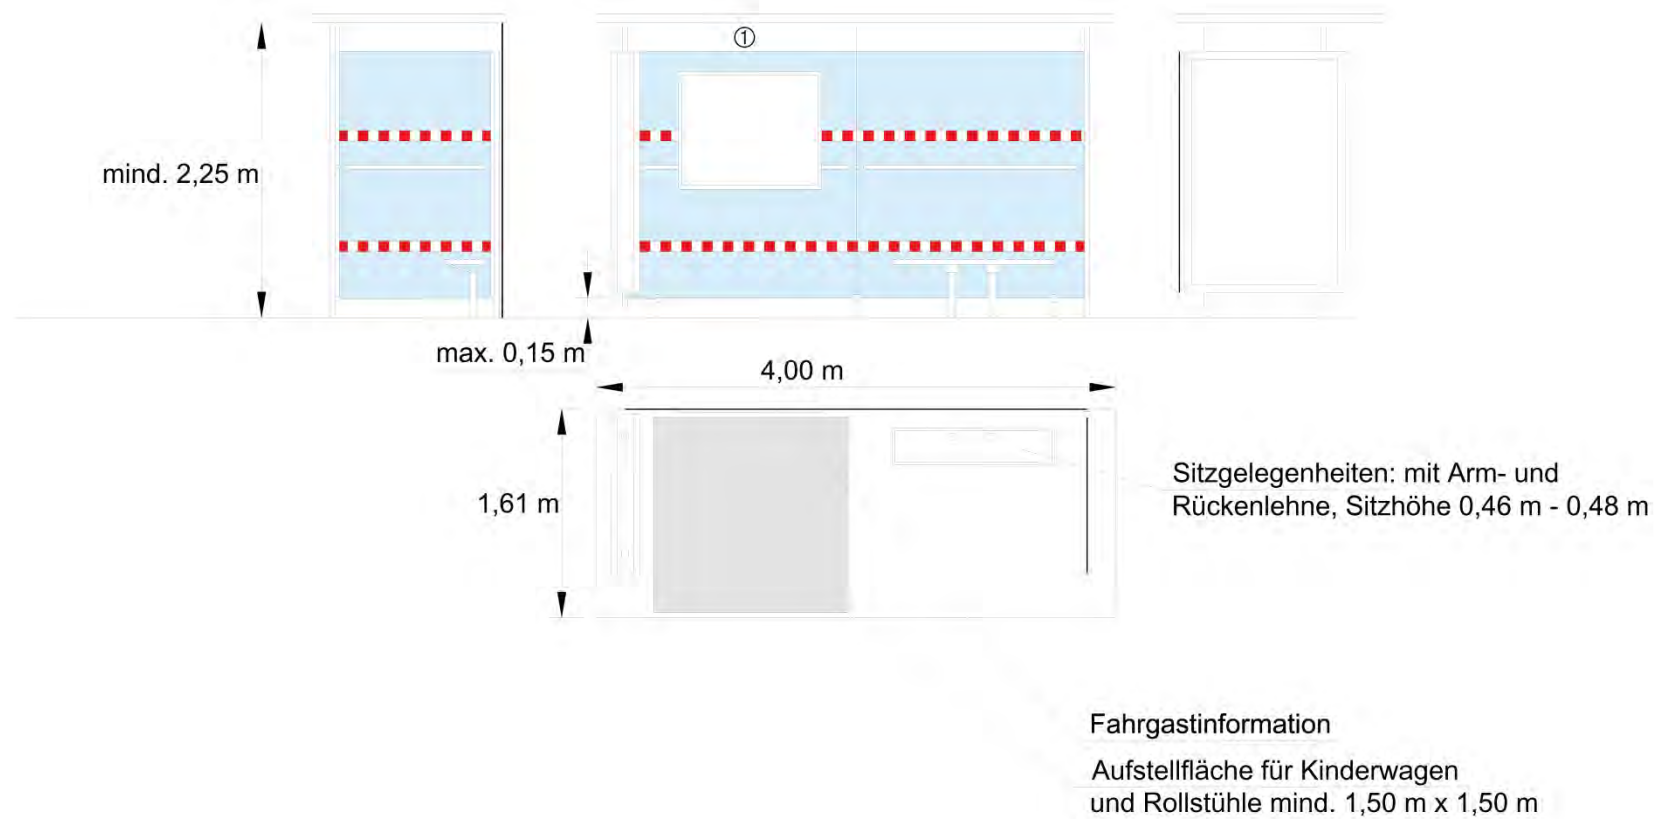 ①
mind. 2,25 m
max. 0,15 m
4,00 m
1,61 m
Sitzgelegenheiten: mit Arm- und
Rückenlehne, Sitzhöhe 0,46 m - 0,48 m
Fahrgastinformation
Aufstellfläche für Kinderwagen
und Rollstühle mind. 1,50 m x 1,50 m